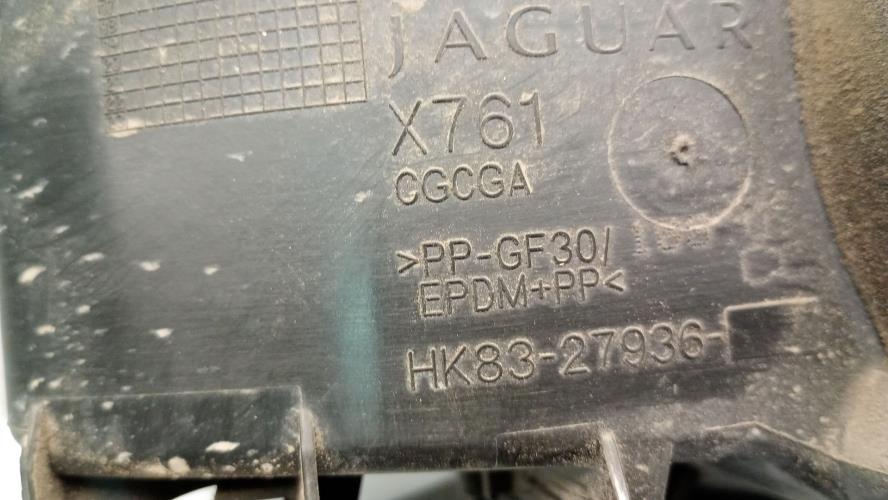 JAGUAR
X761
CGCGA
>PP-GF30/
EPDM+PP<
HK83-27936-